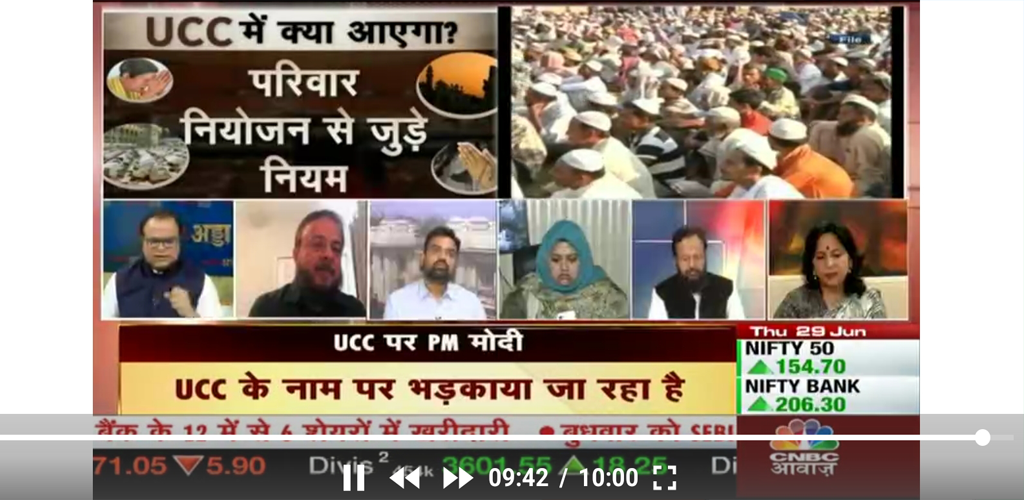 UCC में क्या आएगा?
परिवार
नियोजन से जुड़े
नियम
File
अड्डा
UCC पर PM मोदी
UCC के नाम पर भड़काया जा रहा है
Thu 29 Jun
NIFTY 50
▲154.70
NIFTY BANK
▲206.30
बैंक के 12 में से 6 शेयरों में खरीदारी • बुधवार को SEBI
71.05 ▼5.90 Divis 3601.55 ▲18.25 Di
CNBC
आवाज़
09:42 / 10:00